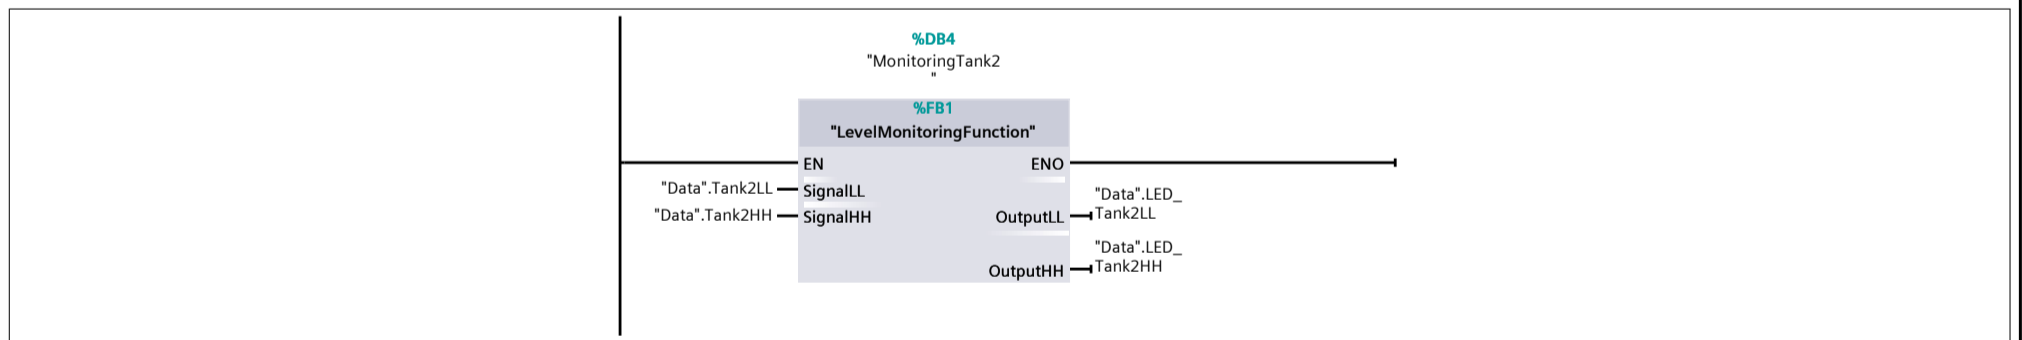 %DB4
"MonitoringTank2
"
%FB1
"LevelMonitoringFunction"
EN
ENO
"Data".Tank2LL
SignalLL
"Data".Tank2HH
SignalHH
OutputLL
"Data".LED_
Tank2LL
OutputHH
"Data".LED_
Tank2HH